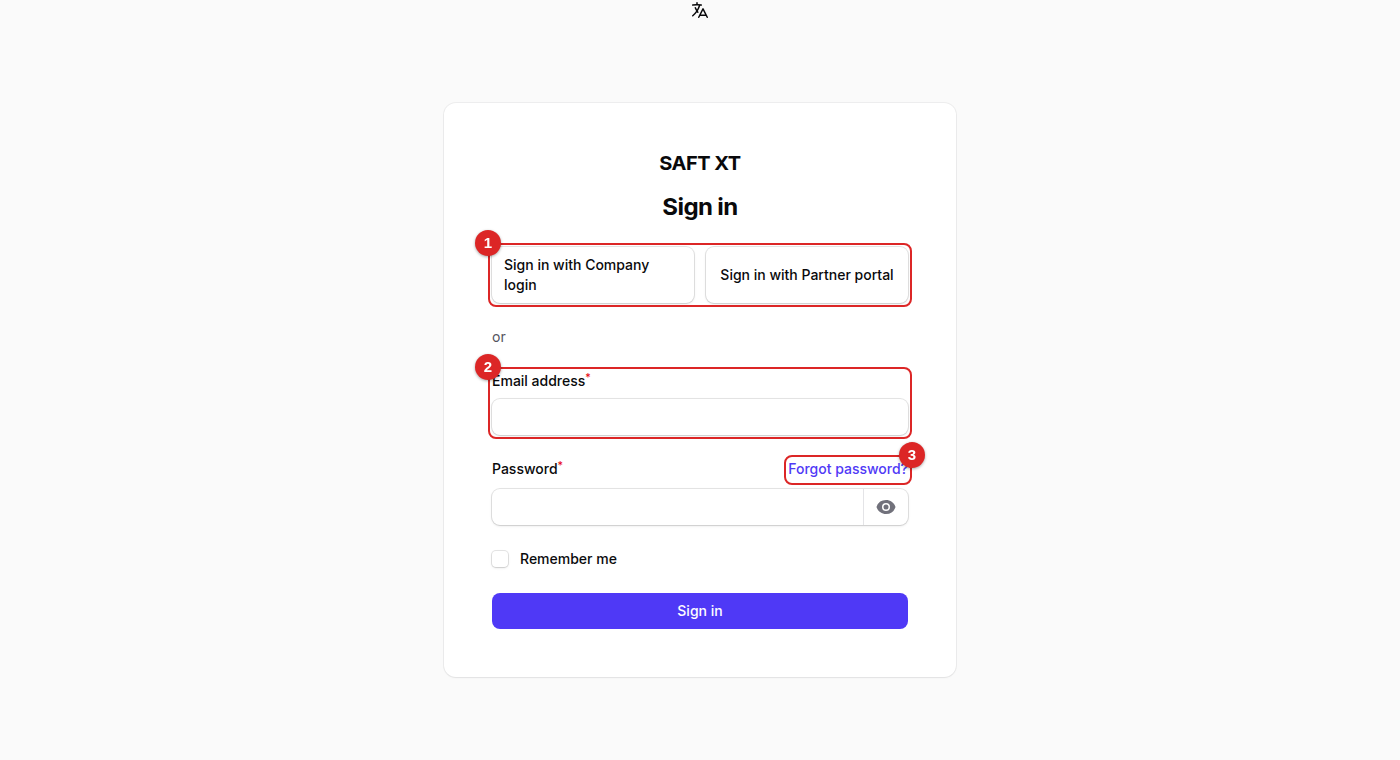 SAFT XT
Sign in
1
Sign in with Company
login
Sign in with Partner portal
or
2
Email address*
3
Password*
Forgot password?
Remember me
Sign in